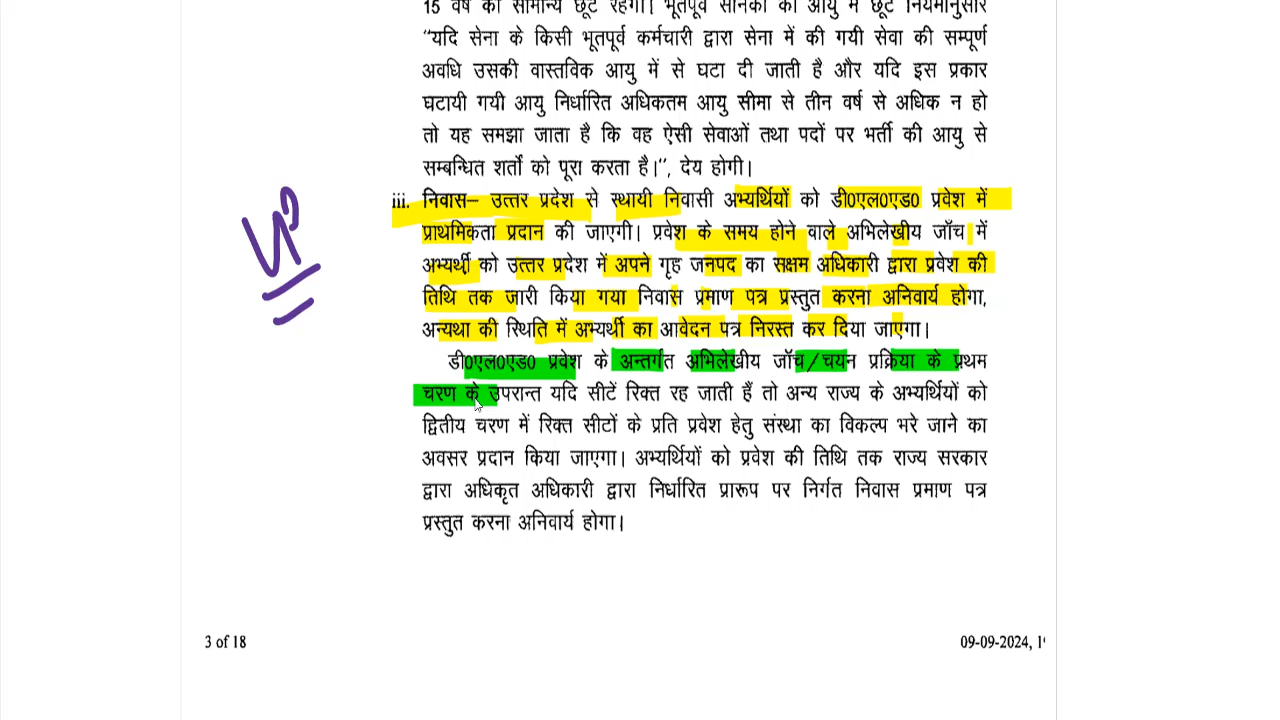 15 वर्ष की सामान्य छूट रहेगी। भूतपूर्व सैनिकों को आयु में छूट नियमानुसार
“यदि सेना के किसी भूतपूर्व कर्मचारी द्वारा सेना में की गयी सेवा की सम्पूर्ण
अवधि उसकी वास्तविक आयु में से घटा दी जाती है और यदि इस प्रकार
घटायी गयी आयु निर्धारित अधिकतम आयु सीमा से तीन वर्ष से अधिक न हो
तो यह समझा जाता है कि वह ऐसी सेवाओं तथा पदों पर भर्ती की आयु से
सम्बन्धित शर्तों को पूरा करता है।”, देय होगी।
iii. निवास– उत्तर प्रदेश से स्थायी निवासी अभ्यर्थियों को डी0एल0एड0 प्रवेश में
प्राथमिकता प्रदान की जाएगी। प्रवेश के समय होने वाले अभिलेखीय जॉच में
अभ्यर्थी को उत्तर प्रदेश में अपने गृह जनपद का सक्षम अधिकारी द्वारा प्रवेश की
तिथि तक जारी किया गया निवास प्रमाण पत्र प्रस्तुत करना अनिवार्य होगा,
अन्यथा की स्थिति में अभ्यर्थी का आवेदन पत्र निरस्त कर दिया जाएगा।
UP
डी0एल0एड0 प्रवेश के अन्तर्गत अभिलेखीय जॉच/चयन प्रक्रिया के प्रथम
चरण के उपरान्त यदि सीटें रिक्त रह जाती हैं तो अन्य राज्य के अभ्यर्थियों को
द्वितीय चरण में रिक्त सीटों के प्रति प्रवेश हेतु संस्था का विकल्प भरे जाने का
अवसर प्रदान किया जाएगा। अभ्यर्थियों को प्रवेश की तिथि तक राज्य सरकार
द्वारा अधिकृत अधिकारी द्वारा निर्धारित प्रारूप पर निर्गत निवास प्रमाण पत्र
प्रस्तुत करना अनिवार्य होगा।
3 of 18
09-09-2024, 1